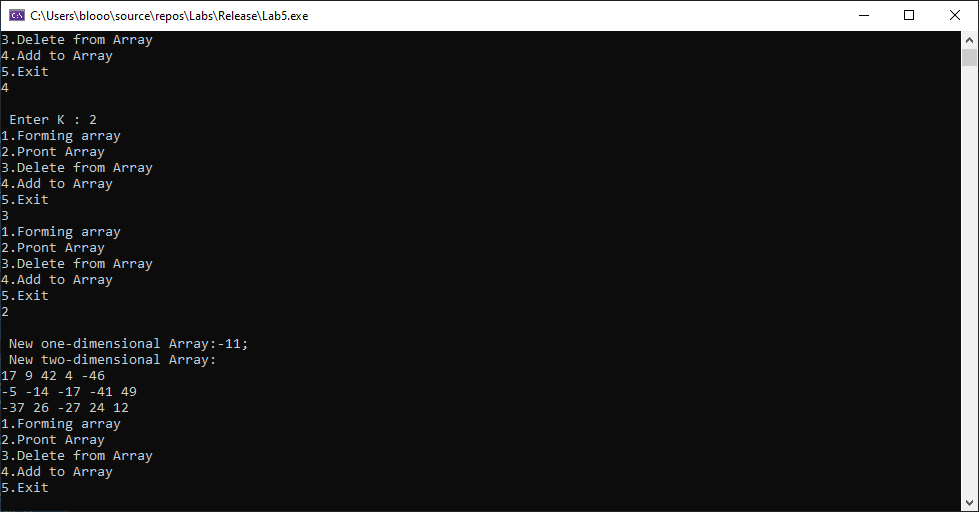 C:\Users\blooo\source\repos\Labs\Release\Lab5.exe
3.Delete from Array
4.Add to Array
5.Exit
4
Enter K : 2
1.Forming array
2.Pront Array
3.Delete from Array
4.Add to Array
5.Exit
3
1.Forming array
2.Pront Array
3.Delete from Array
4.Add to Array
5.Exit
2
New one-dimensional Array:-11;
New two-dimensional Array:
17 9 42 4 -46
-5 -14 -17 -41 49
-37 26 -27 24 12
1.Forming array
2.Pront Array
3.Delete from Array
4.Add to Array
5.Exit